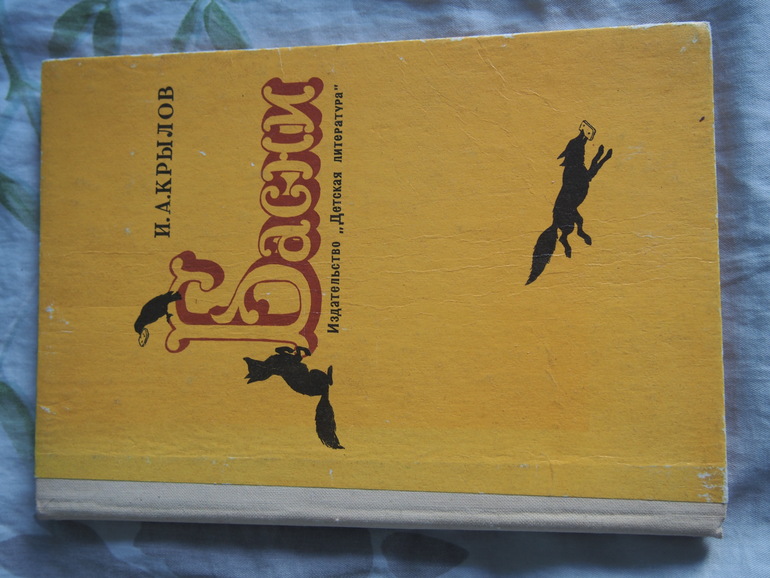 И. А. КРЫЛОВ
Басни
Издательство „Детская литература"